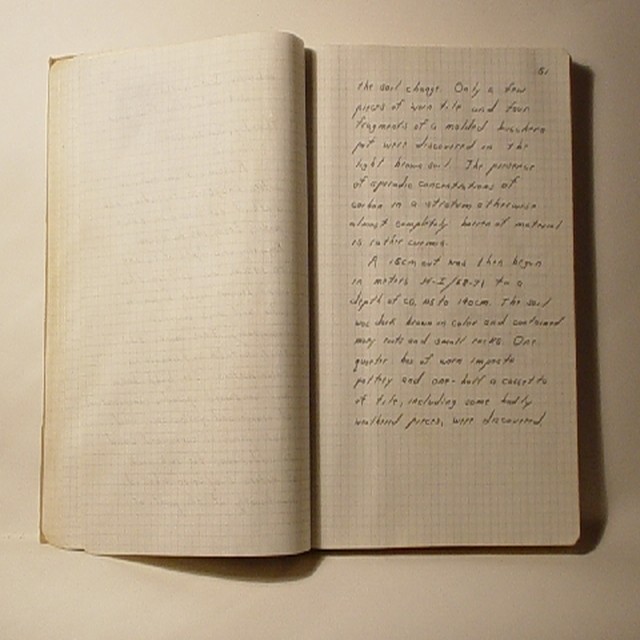 51
the soil change. Only a few
pieces of worn tile and four
fragments of a molded bucchero
pot were discovered in the
light brown soil. The presence
of sporadic concentrations of
carbon in a stratum otherwise
almost completely barren of material
is rather curious.
A 15cm cut was then begun
in meters to a
depth of ca. 115 to 140cm. The soil
was dark brown in color and contained
many roots and small rocks. One
quarter box of worn impasto
pottery and one-half a cassetta
of tile, including some badly
weathered pieces, were discovered.